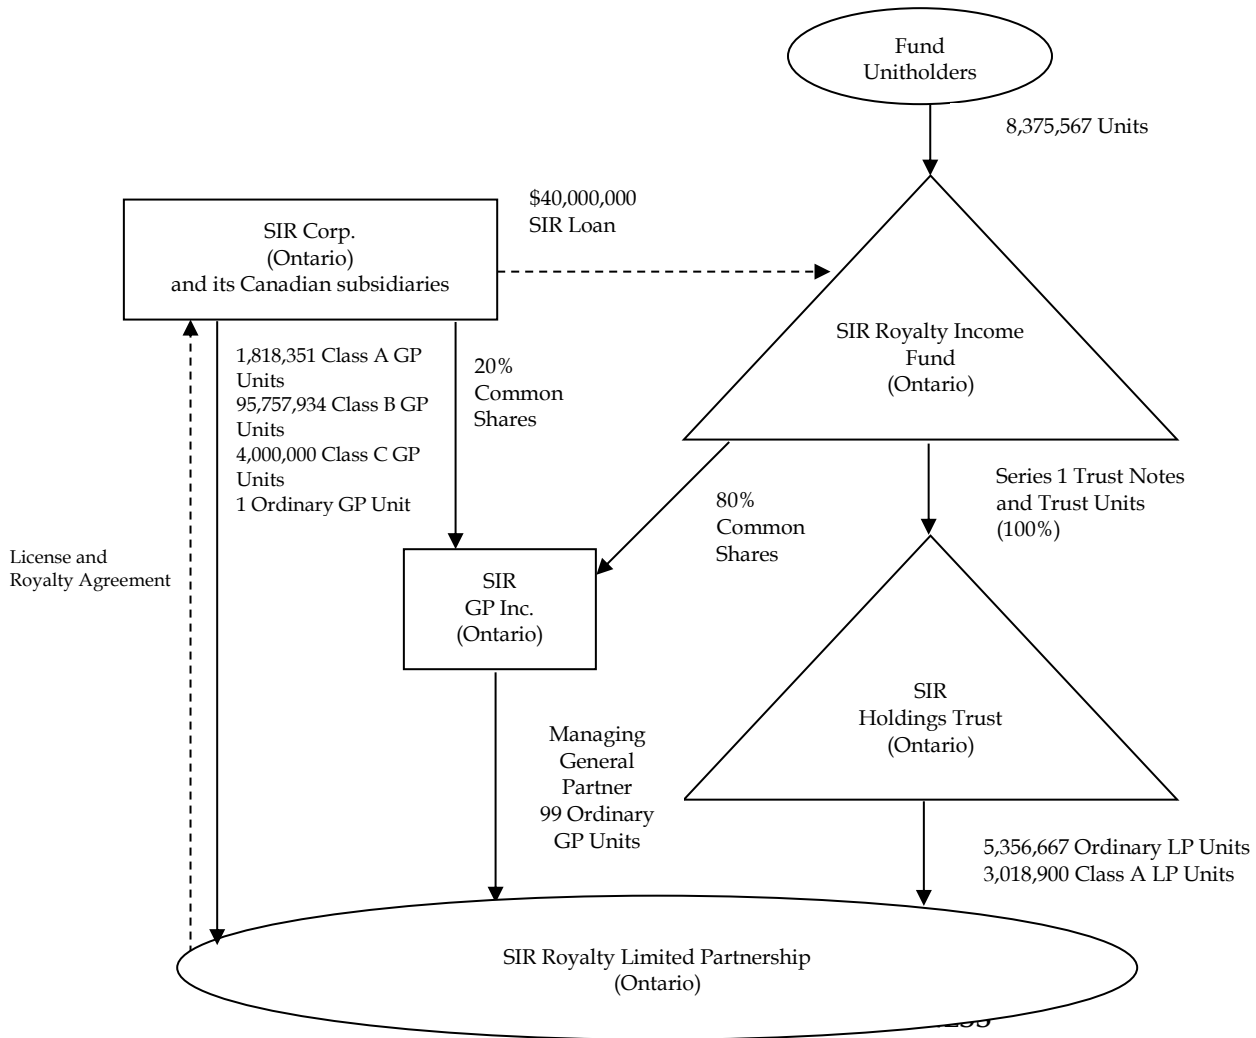 Fund
Unitholders
8,375,567 Units
$40,000,000
SIR Loan
SIR Corp.
(Ontario)
and its Canadian subsidiaries
SIR Royalty Income
Fund
(Ontario)
1,818,351 Class A GP
Units
95,757,934 Class B GP
Units
4,000,000 Class C GP
Units
1 Ordinary GP Unit
20%
Common
Shares
80%
Common
Shares
Series 1 Trust Notes
and Trust Units
(100%)
License and
Royalty Agreement
SIR
GP Inc.
(Ontario)
SIR
Holdings Trust
(Ontario)
Managing
General
Partner
99 Ordinary
GP Units
5,356,667 Ordinary LP Units
3,018,900 Class A LP Units
SIR Royalty Limited Partnership
(Ontario)